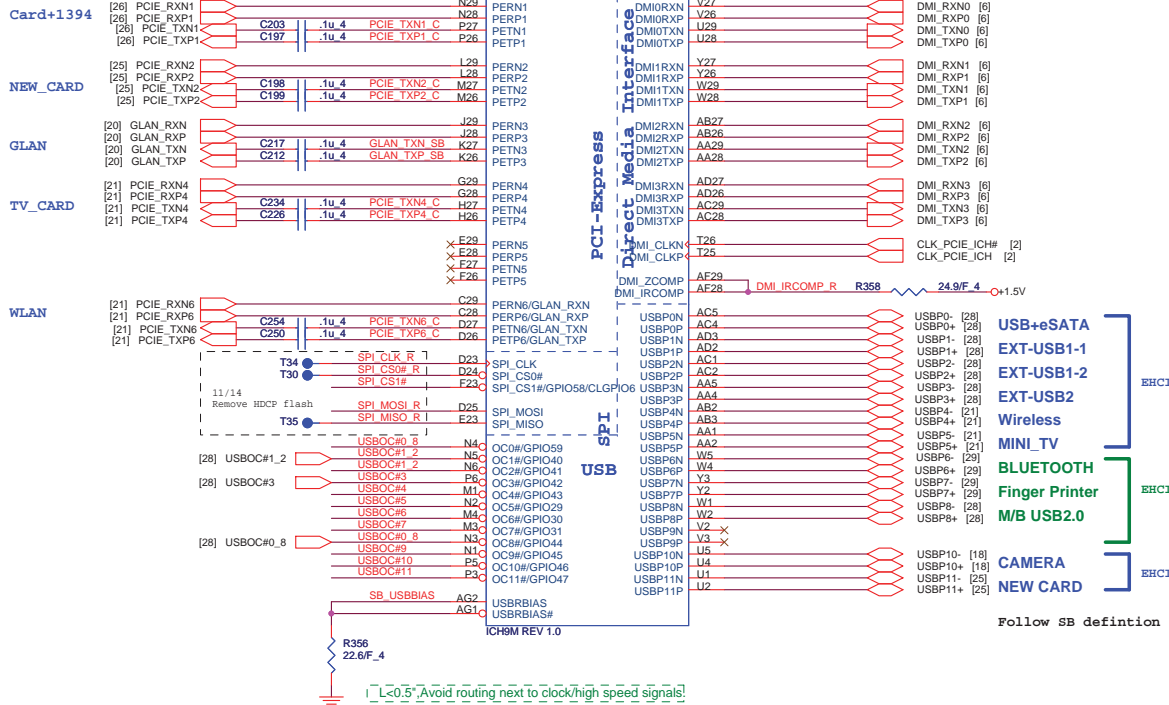 [26] PCIE_RXN1 N29 PERN1 DMI0RXN V27 DMI_RXN0 [6]
Card+1394 [26] PCIE_RXP1 N28 PERP1 DMI0RXP V26 DMI_RXP0 [6]
[26] PCIE_TXN1 C203 .1u_4 PCIE_TXN1_C P27 PETN1 DMI0TXN U29 DMI_TXN0 [6]
[26] PCIE_TXP1 C197 .1u_4 PCIE_TXP1_C P26 PETP1 DMI0TXP U28 DMI_TXP0 [6]
[25] PCIE_RXN2 L29 PERN2 DMI1RXN Y27 DMI_RXN1 [6]
[25] PCIE_RXP2 L28 PERP2 DMI1RXP Y26 DMI_RXP1 [6]
NEW_CARD [25] PCIE_TXN2 C198 .1u_4 PCIE_TXN2_C M27 PETN2 DMI1TXN W29 DMI_TXN1 [6]
[25] PCIE_TXP2 C199 .1u_4 PCIE_TXP2_C M26 PETP2 DMI1TXP W28 DMI_TXP1 [6]
[20] GLAN_RXN J29 PERN3 DMI2RXN AB27 DMI_RXN2 [6]
[20] GLAN_RXP J28 PERP3 DMI2RXP AB26 DMI_RXP2 [6]
GLAN [20] GLAN_TXN C217 .1u_4 GLAN_TXN_SB K27 PETN3 DMI2TXN AA29 DMI_TXN2 [6]
[20] GLAN_TXP C212 .1u_4 GLAN_TXP_SB K26 PETP3 DMI2TXP AA28 DMI_TXP2 [6]
[21] PCIE_RXN4 G29 PERN4 DMI3RXN AD27 DMI_RXN3 [6]
[21] PCIE_RXP4 G28 PERP4 DMI3RXP AD26 DMI_RXP3 [6]
TV_CARD [21] PCIE_TXN4 C234 .1u_4 PCIE_TXN4_C H27 PETN4 DMI3TXN AC29 DMI_TXN3 [6]
[21] PCIE_TXP4 C226 .1u_4 PCIE_TXP4_C H26 PETP4 DMI3TXP AC28 DMI_TXP3 [6]
PCI-Express
Direct Media Interface
E29 PERN5 DMI_CLKN T26 CLK_PCIE_ICH# [2]
E28 PERP5 DMI_CLKP T25 CLK_PCIE_ICH [2]
F27 PETN5
F26 PETP5 DMI_ZCOMP AF29
DMI_IRCOMP AF28 DMI_IRCOMP_R R358 24.9/F_4 +1.5V
[21] PCIE_RXN6 C29 PERN6/GLAN_RXN
WLAN [21] PCIE_RXP6 C28 PERP6/GLAN_RXP USBP0N AC5 USBP0- [28]
[21] PCIE_TXN6 C254 .1u_4 PCIE_TXN6_C D27 PETN6/GLAN_TXN USBP0P AC4 USBP0+ [28] USB+eSATA
[21] PCIE_TXP6 C250 .1u_4 PCIE_TXP6_C D26 PETP6/GLAN_TXP USBP1N AD3 USBP1- [28]
USBP1P AD2 USBP1+ [28] EXT-USB1-1
T34 SPI_CLK_R D23 SPI_CLK USBP2N AC1 USBP2- [28]
T30 SPI_CS0#_R D24 SPI_CS0# USBP2P AC2 USBP2+ [28] EXT-USB1-2
SPI_CS1# F23 SPI_CS1#/GPIO58/CLGPIO6 USBP3N AA5 USBP3- [28] EHCI
11/14
Remove HDCP flash
USBP3P AA4 USBP3+ [28] EXT-USB2
SPI_MOSI_R D25 SPI_MOSI USBP4N AB2 USBP4- [21]
T35 SPI_MISO_R E23 SPI_MISO USBP4P AB3 USBP4+ [21] Wireless
SPI
USBP5N AA1 USBP5- [21]
USBOC#0_8 N4 OC0#/GPIO59 USBP5P AA2 USBP5+ [21] MINI_TV
[28] USBOC#1_2 USBOC#1_2 N5 OC1#/GPIO40 USBP6N W5 USBP6- [29]
USBOC#1_2 N6 OC2#/GPIO41 USB USBP6P W4 USBP6+ [29] BLUETOOTH
[28] USBOC#3 USBOC#3 P6 OC3#/GPIO42 USBP7N Y3 USBP7- [29]
USBOC#4 M1 OC4#/GPIO43 USBP7P Y2 USBP7+ [29] Finger Printer EHCI
USBOC#5 N2 OC5#/GPIO29 USBP8N W1 USBP8- [28]
USBOC#6 M4 OC6#/GPIO30 USBP8P W2 USBP8+ [28] M/B USB2.0
USBOC#7 M3 OC7#/GPIO31 USBP9N V2
[28] USBOC#0_8 USBOC#0_8 N3 OC8#/GPIO44 USBP9P V3
USBOC#9 N1 OC9#/GPIO45 USBP10N U5 USBP10- [18]
USBOC#10 P5 OC10#/GPIO46 USBP10P U4 USBP10+ [18] CAMERA
USBOC#11 P3 OC11#/GPIO47 USBP11N U1 USBP11- [25] EHCI
USBP11P U2 USBP11+ [25] NEW CARD
SB_USBBIAS AG2 USBRBIAS
AG1 USBRBIAS#
Follow SB defintion
ICH9M REV 1.0
R356
22.6/F_4
L<0.5",Avoid routing next to clock/high speed signals!